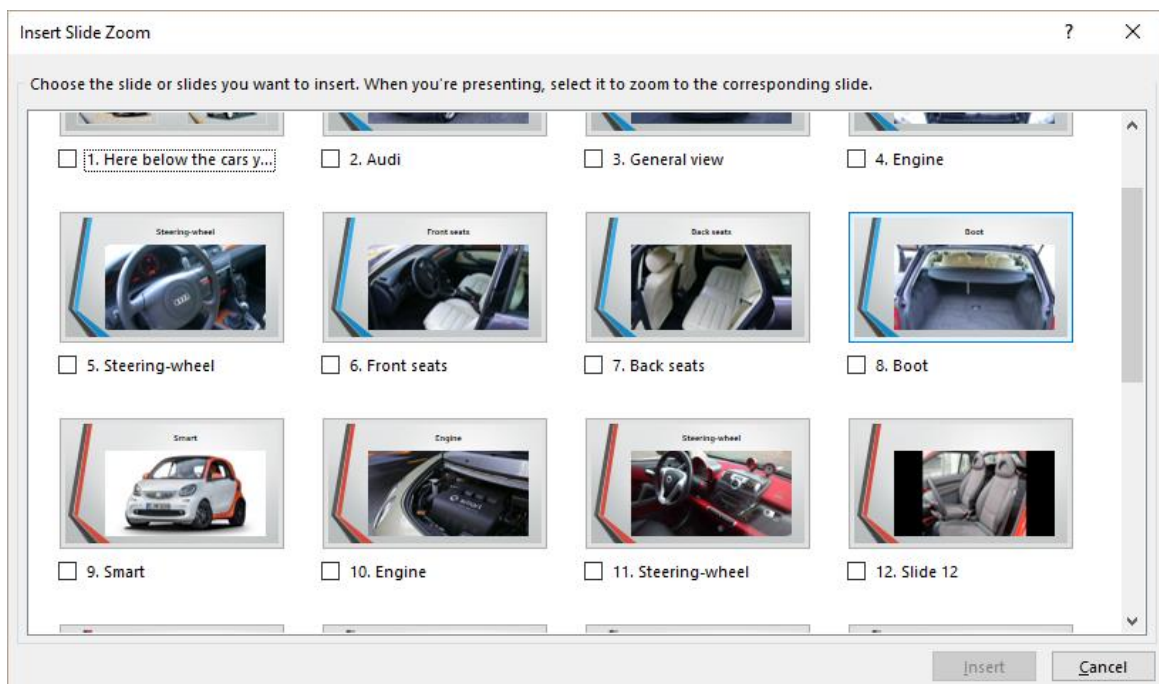 Insert Slide Zoom
?
Choose the slide or slides you want to insert. When you're presenting, select it to zoom to the corresponding slide.
1. Here below the cars y...
2. Audi
3. General view
4. Engine
Steering-wheel
Front seats
Back seats
Boot
5. Steering-wheel
6. Front seats
7. Back seats
8. Boot
Smart
Engine
Steering-wheel
smart
9. Smart
10. Engine
11. Steering-wheel
12. Slide 12
Insert
Cancel